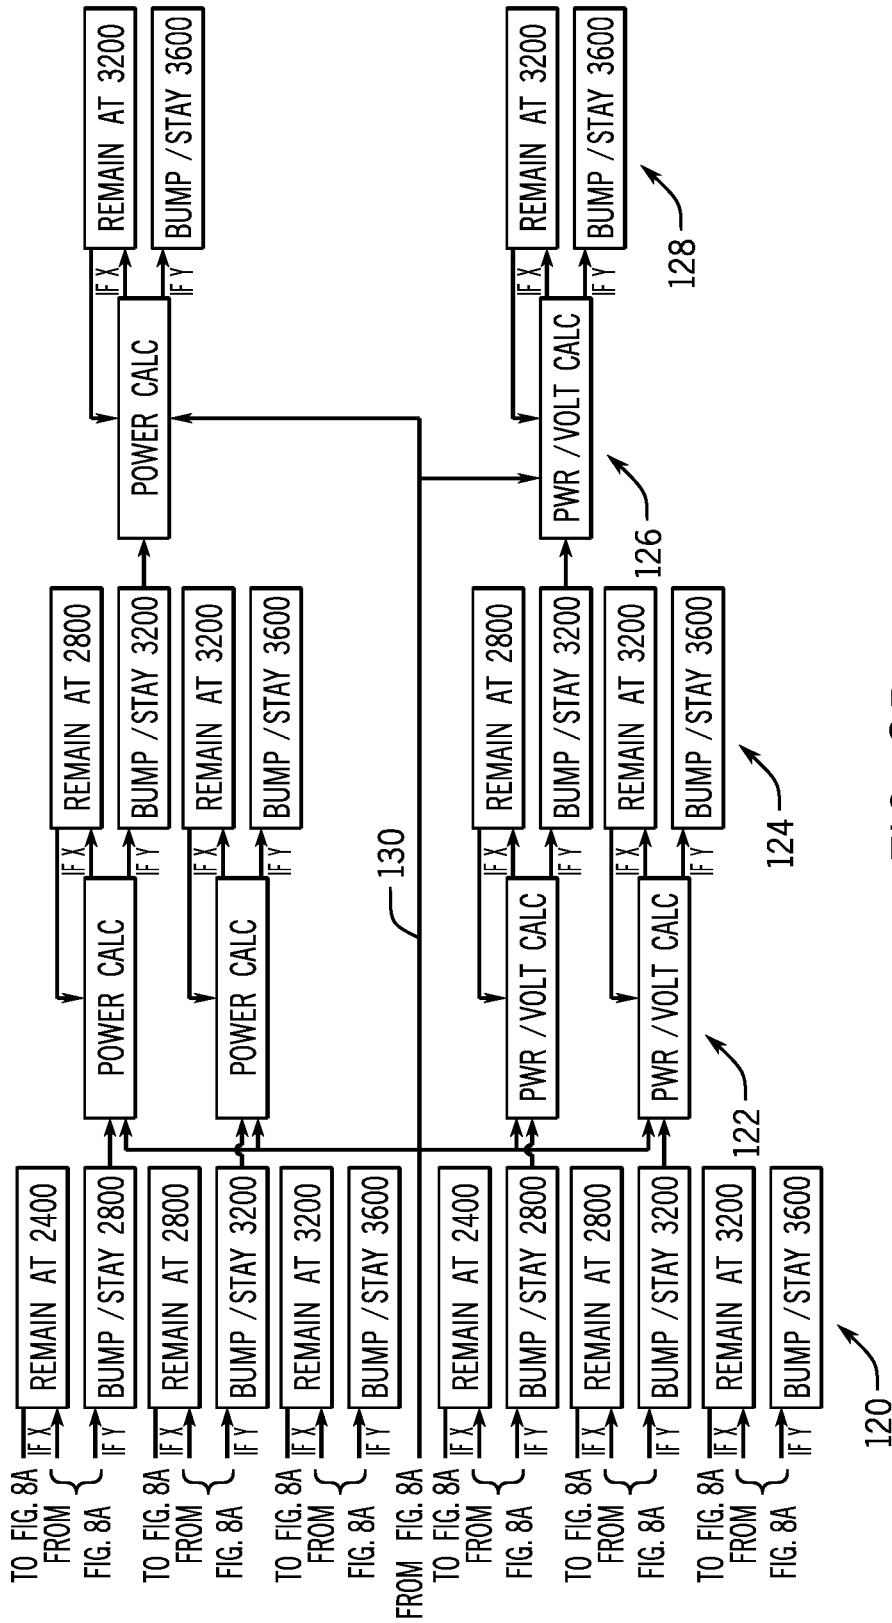 TO FIG. 8A
IF X
FROM
FIG. 8A
IF Y
REMAIN AT 2400
BUMP / STAY 2800
TO FIG. 8A
IF X
FROM
FIG. 8A
IF Y
REMAIN AT 2800
BUMP / STAY 3200
TO FIG. 8A
IF X
FROM
FIG. 8A
IF Y
REMAIN AT 3200
BUMP / STAY 3600
FROM FIG. 8A
TO FIG. 8A
IF X
FROM
FIG. 8A
IF Y
REMAIN AT 2400
BUMP / STAY 2800
TO FIG. 8A
IF X
FROM
FIG. 8A
IF Y
REMAIN AT 2800
BUMP / STAY 3200
TO FIG. 8A
IF X
FROM
FIG. 8A
IF Y
REMAIN AT 3200
BUMP / STAY 3600
120
POWER CALC
POWER CALC
PWR / VOLT CALC
PWR / VOLT CALC
122
130
IF X
IF Y
REMAIN AT 2800
BUMP / STAY 3200
IF X
IF Y
REMAIN AT 3200
BUMP / STAY 3600
IF X
IF Y
REMAIN AT 2800
BUMP / STAY 3200
IF X
IF Y
REMAIN AT 3200
BUMP / STAY 3600
124
POWER CALC
PWR / VOLT CALC
126
IF X
IF Y
REMAIN AT 3200
BUMP / STAY 3600
IF X
IF Y
REMAIN AT 3200
BUMP / STAY 3600
128